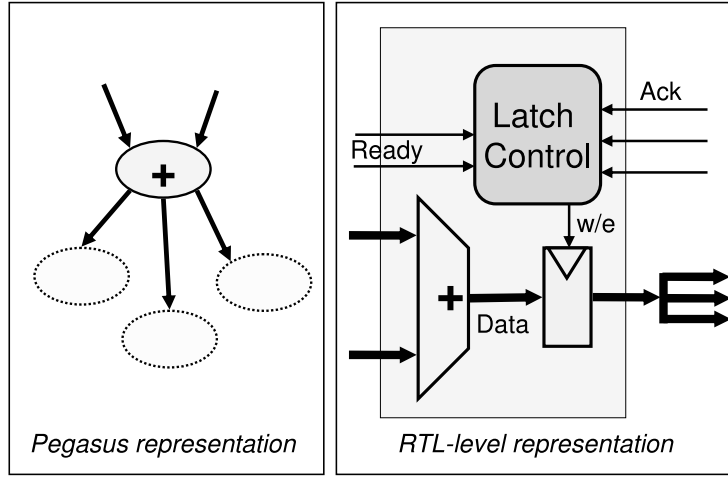 +
Pegasus representation
Latch
Control
Ack
Ready
w/e
+
Data
RTL-level representation